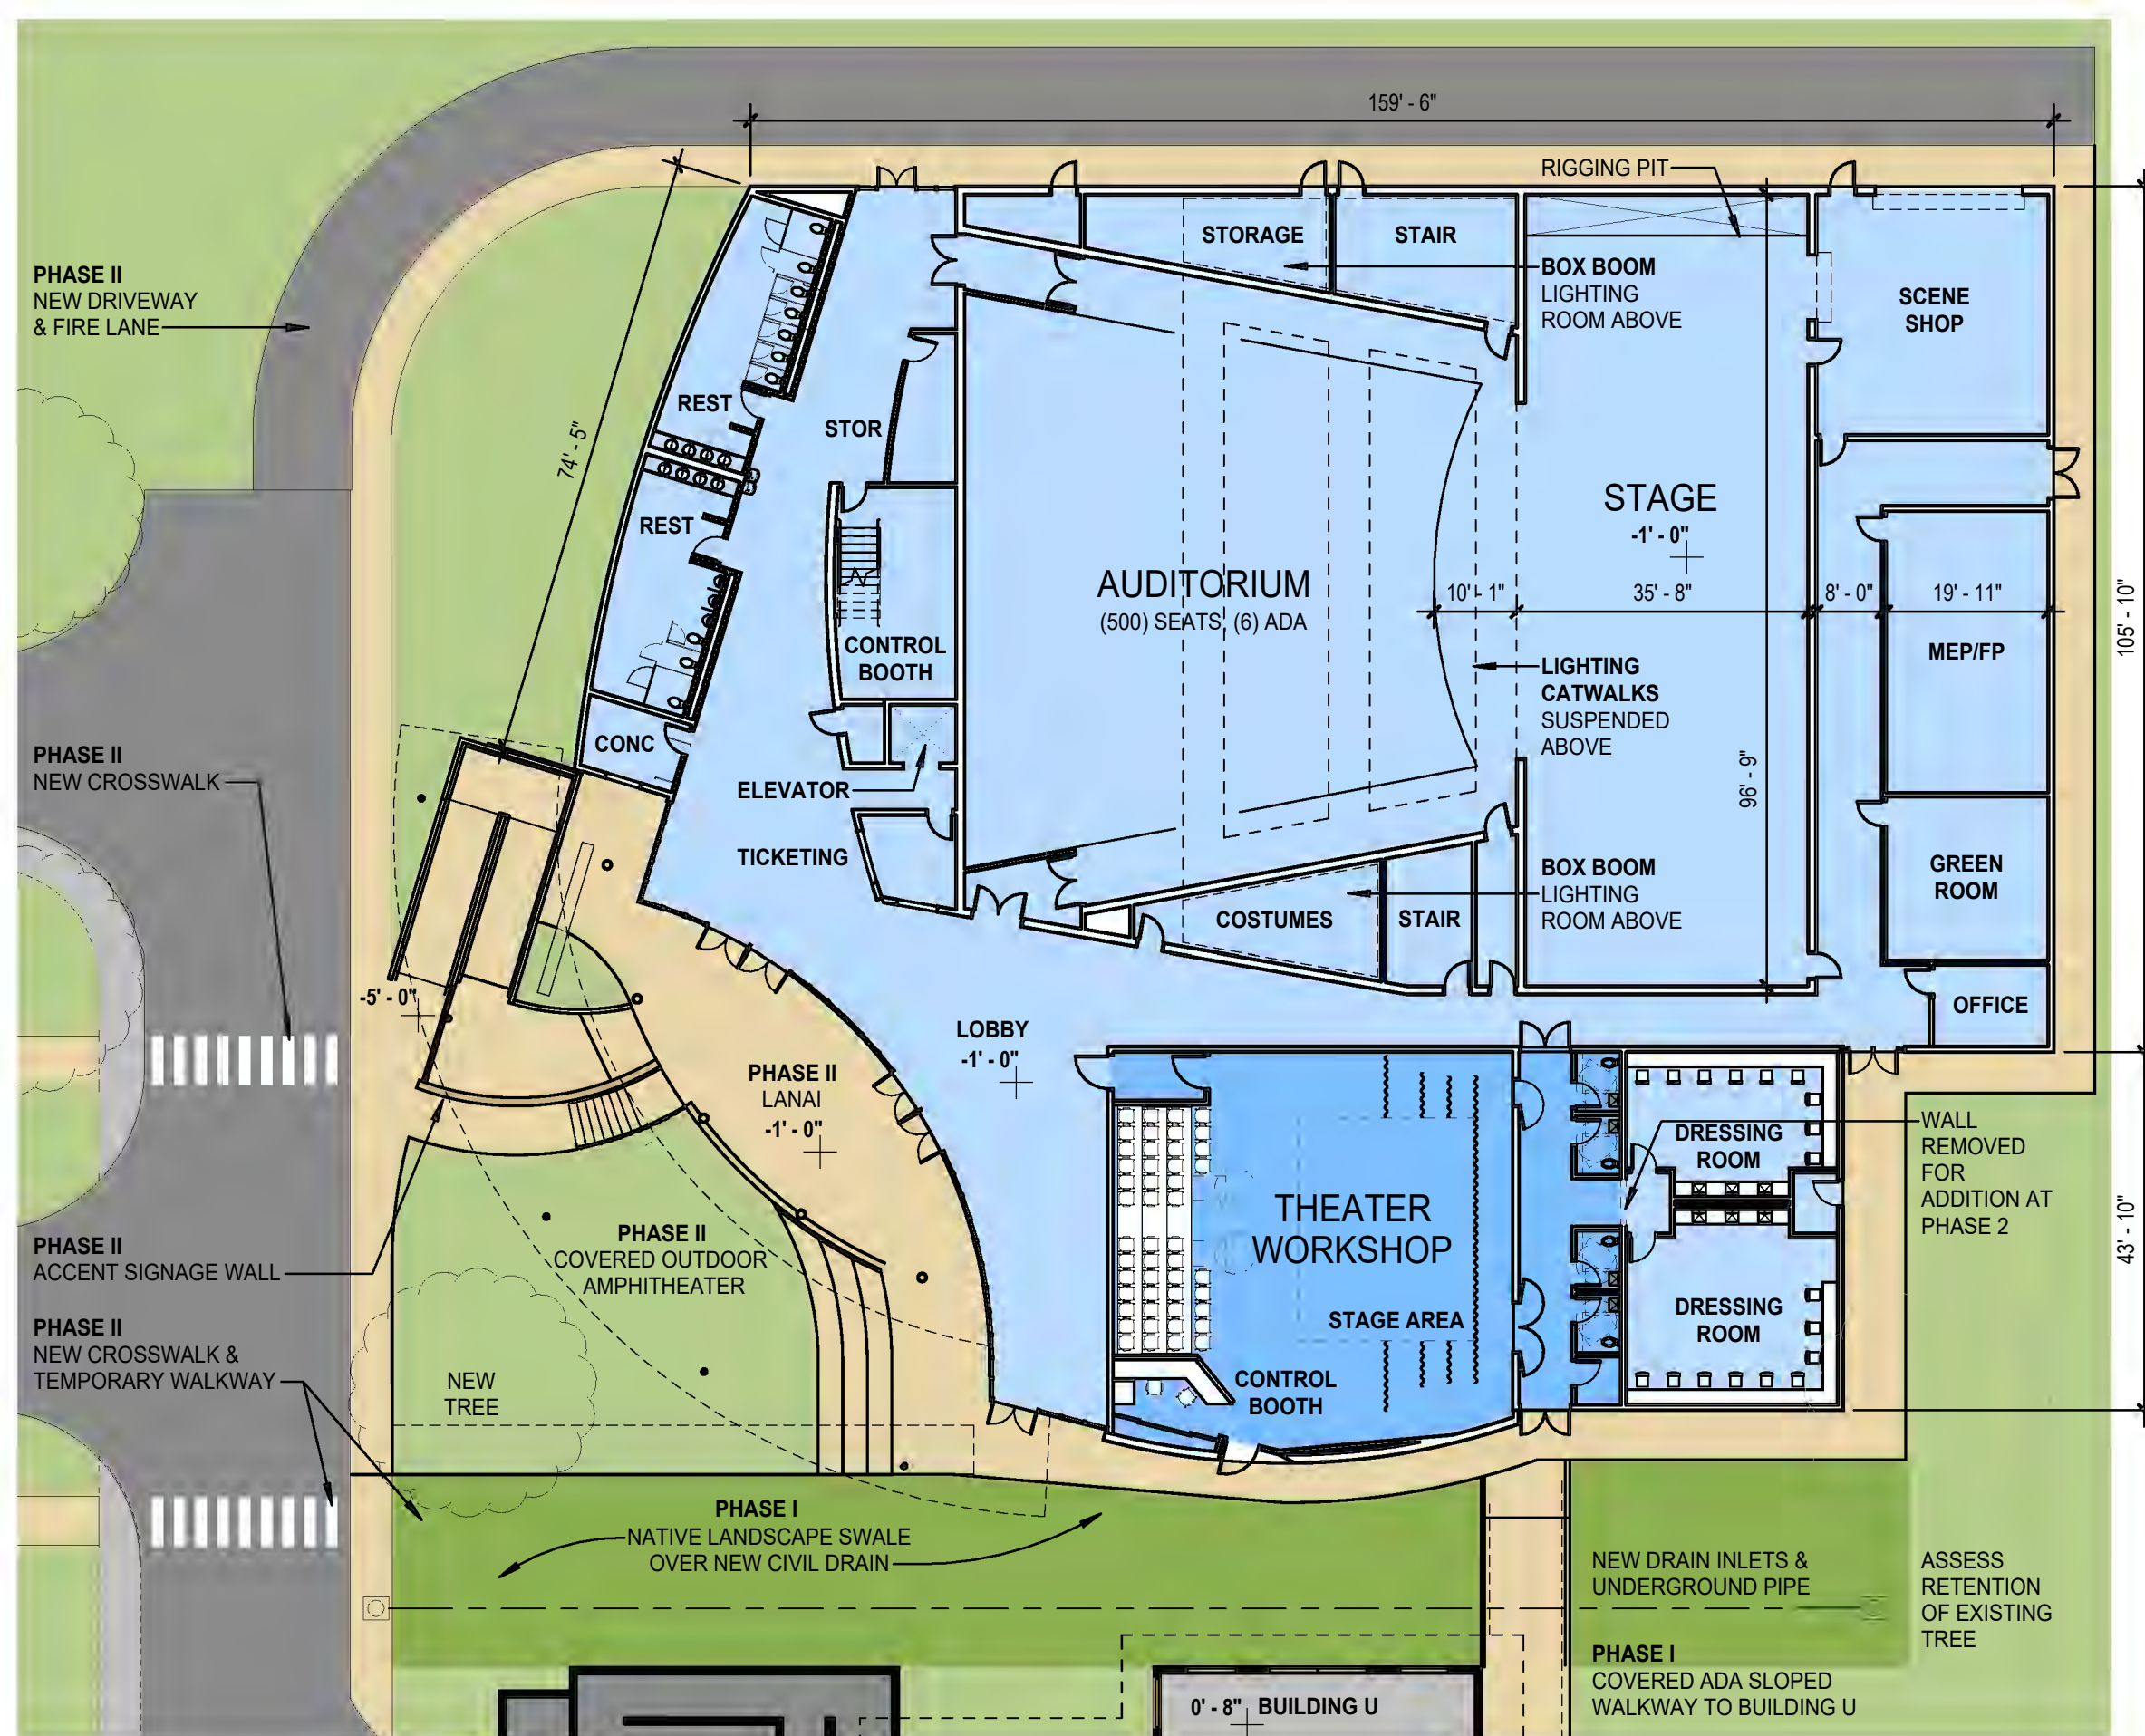 159' - 6"
RIGGING PIT
STORAGE
STAIR
BOX BOOM
LIGHTING
ROOM ABOVE
SCENE
SHOP
PHASE II
NEW DRIVEWAY
& FIRE LANE
74' - 5"
REST
STOR
REST
STAGE
-1' - 0"
AUDITORIUM
(500) SEATS, (6) ADA
10' - 1"
35' - 8"
8' - 0"
19' - 11"
105' - 10"
CONTROL
BOOTH
MEP/FP
LIGHTING
CATWALKS
SUSPENDED
ABOVE
96' - 9"
PHASE II
NEW CROSSWALK
CONC
ELEVATOR
TICKETING
BOX BOOM
LIGHTING
ROOM ABOVE
GREEN
ROOM
COSTUMES
STAIR
-5' - 0"
OFFICE
LOBBY
-1' - 0"
PHASE II
LANAI
-1' - 0"
DRESSING
ROOM
WALL
REMOVED
FOR
ADDITION AT
PHASE 2
THEATER
WORKSHOP
43' - 10"
PHASE II
ACCENT SIGNAGE WALL
PHASE II
COVERED OUTDOOR
AMPHITHEATER
STAGE AREA
DRESSING
ROOM
PHASE II
NEW CROSSWALK &
TEMPORARY WALKWAY
NEW
TREE
CONTROL
BOOTH
PHASE I
NATIVE LANDSCAPE SWALE
OVER NEW CIVIL DRAIN
NEW DRAIN INLETS &
UNDERGROUND PIPE
ASSESS
RETENTION
OF EXISTING
TREE
PHASE I
COVERED ADA SLOPED
WALKWAY TO BUILDING U
0' - 8" BUILDING U